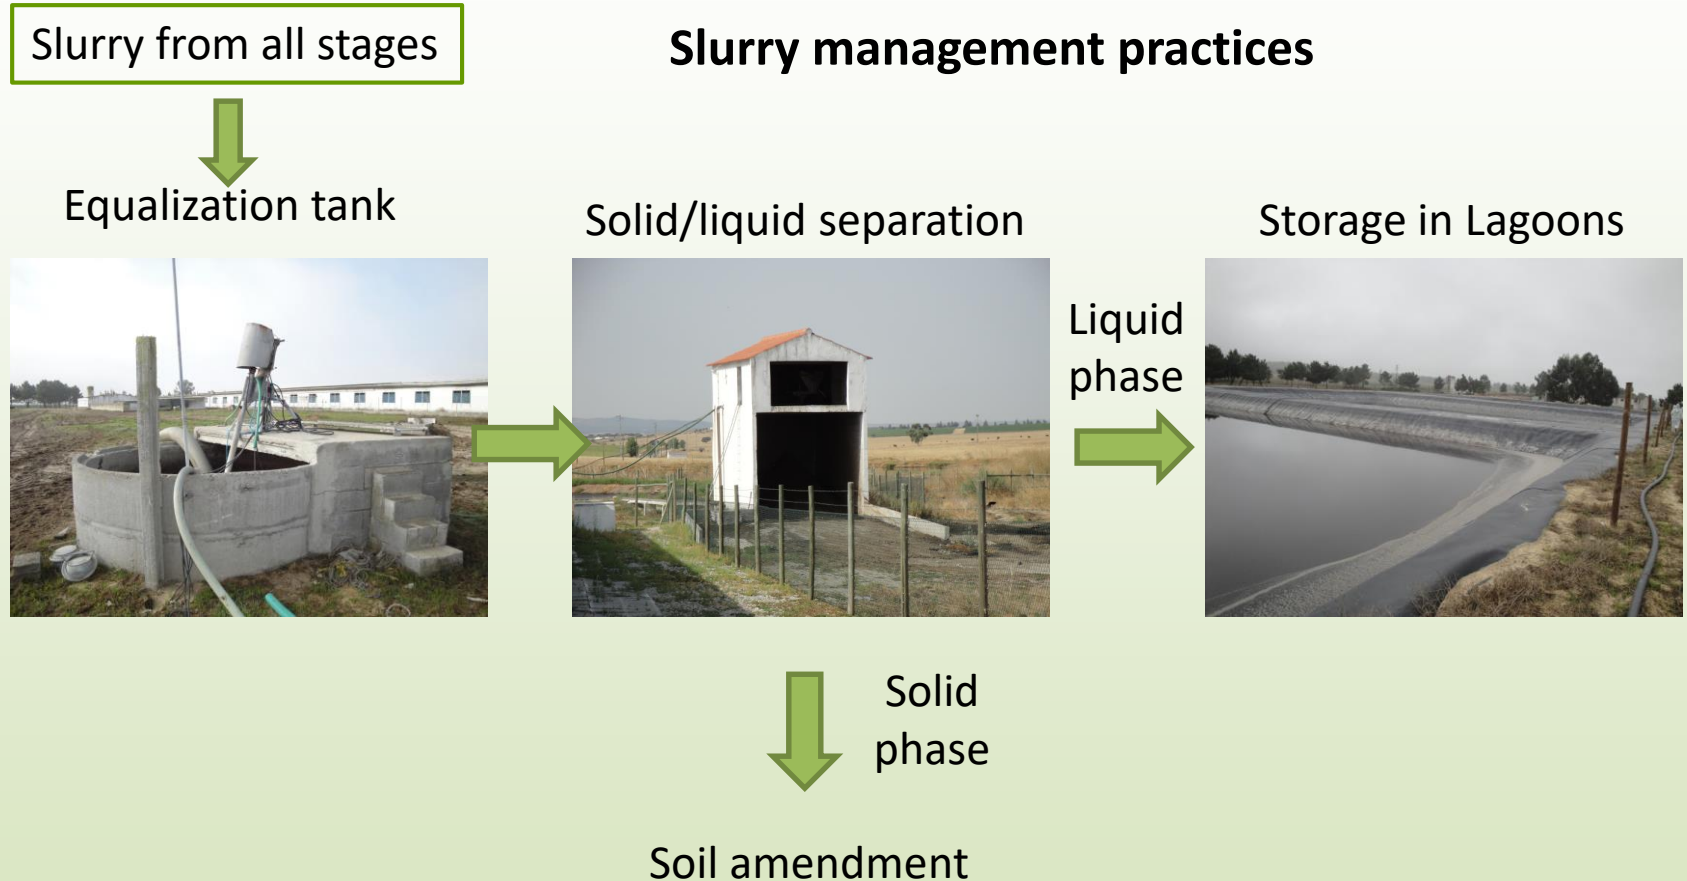 Slurry from all stages
Slurry management practices
Equalization tank
Solid/liquid separation
Storage in Lagoons
Liquid
phase
Solid
phase
Soil amendment